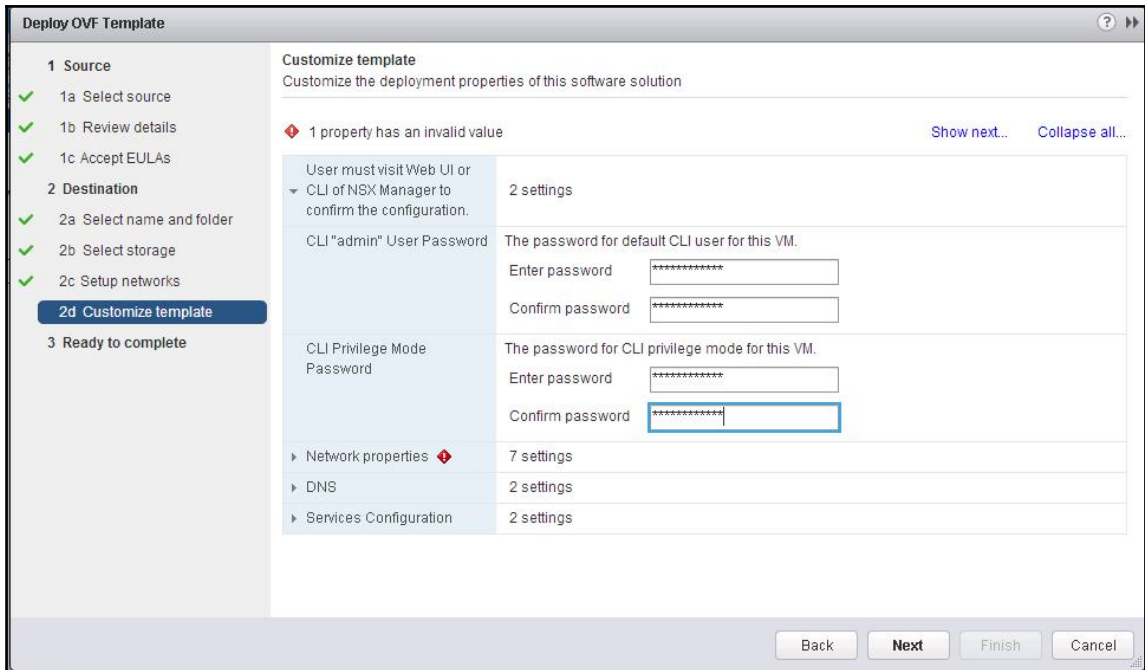 Deploy OVF Template
?
1 Source
1a Select source
1b Review details
1c Accept EULAs
2 Destination
2a Select name and folder
2b Select storage
2c Setup networks
2d Customize template
3 Ready to complete
Customize template
Customize the deployment properties of this software solution
1 property has an invalid value
Show next...
Collapse all...
User must visit Web UI or
CLI of NSX Manager to
confirm the configuration.
2 settings
CLI "admin" User Password
The password for default CLI user for this VM.
Enter password
************
Confirm password
************
CLI Privilege Mode
Password
The password for CLI privilege mode for this VM.
Enter password
************
Confirm password
************
Network properties
7 settings
DNS
2 settings
Services Configuration
2 settings
Back
Next
Finish
Cancel